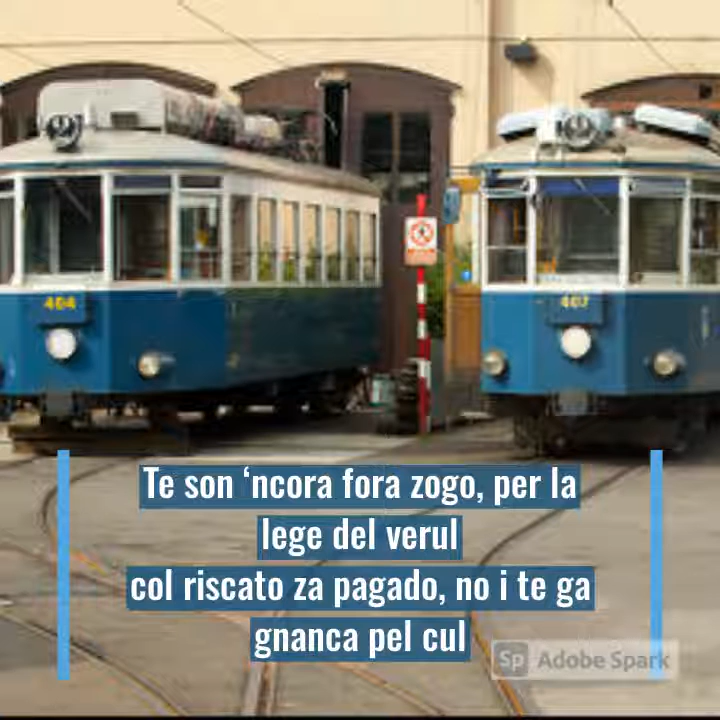 404
407
Te son ‘ncora fora zogo, per la
lege del verul
col riscato za pagado, no i te ga
gnanca pel cul
Sp Adobe Spark